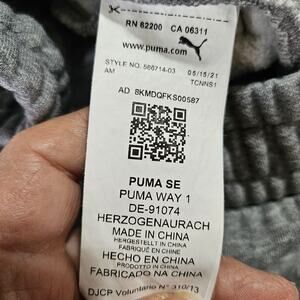 RN 62200 CA 06311
www.puma.com
STYLE NO. 566714-03 05/15/21
AM TCNNS1
AD 8KMDQFKS00587
PUMA SE
PUMA WAY 1
DE-91074
HERZOGENAURACH
MADE IN CHINA
HERGESTELLT IN CHINA
FABRIQUÉ EN CHINE
HECHO EN CHINA
PRODOTTO IN CHINA
FABRICADO NA CHINA
DJCP Voluntario N° 310/13